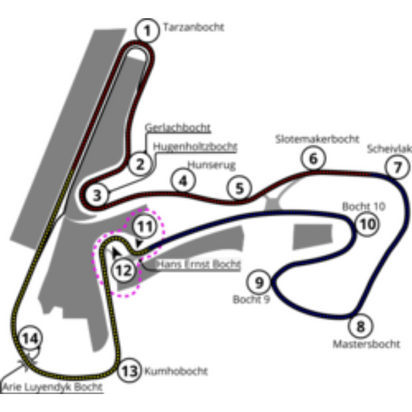 1 Tarzanbocht
Gerlachbocht
2
Hugenholtzbocht
3
Hunserug
4
5
Slotemakerbocht
6
Scheivlak
7
Bocht 10
10
11
Hans Ernst Bocht
12
9
Bocht 9
8
Mastersbocht
13 Kumhobocht
14
Arie Luyendyk Bocht